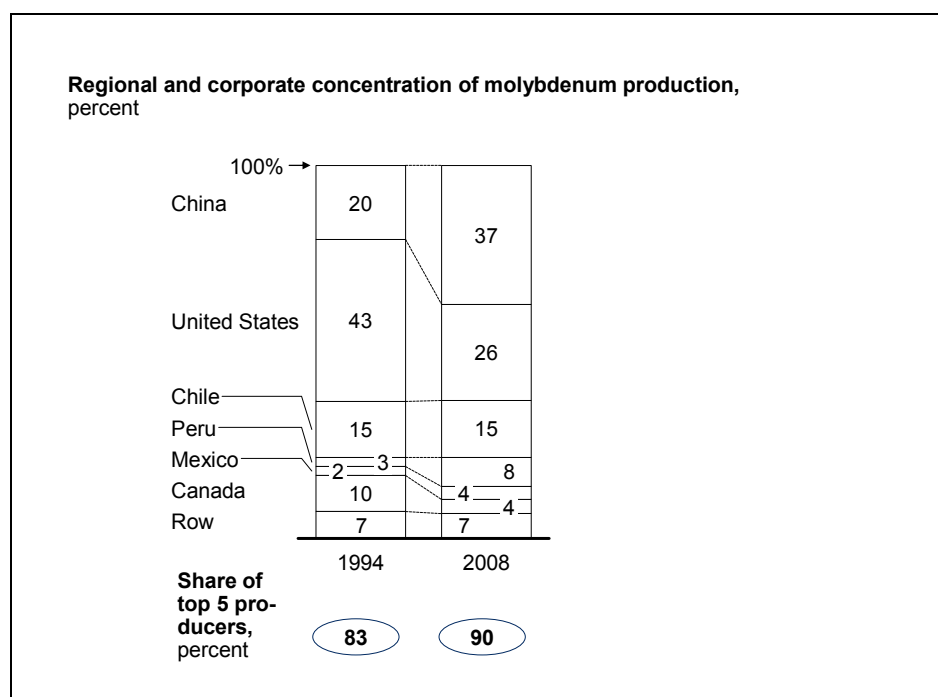 Regional and corporate concentration of molybdenum production,
percent
100%
China
20
37
United States
43
26
Chile
15
15
Peru
3
8
Mexico
2
4
Canada
10
4
Row
7
7
1994
2008
Share of
top 5 pro-
ducers,
percent
83
90